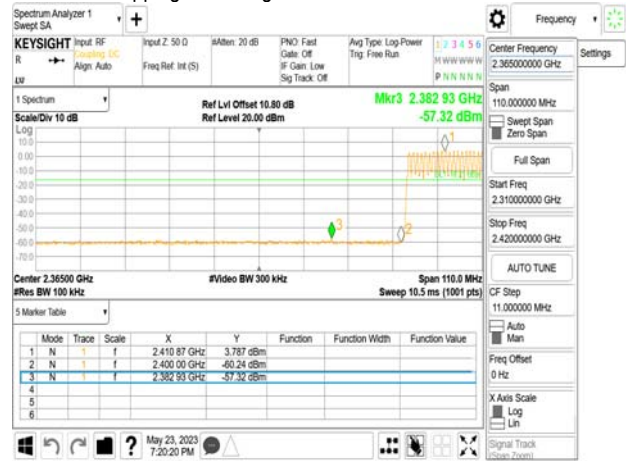 Spectrum Analyzer 1
Swept SA
Frequency
KEYSIGHT
R
Input: RF
Coupling: DC
Align: Auto
Input Z: 50 Ω
Freq Ref: Int (S)
#Atten: 20 dB
PNO: Fast
Gate: Off
IF Gain: Low
Sig Track: Off
Avg Type: Log-Power
Trig: Free Run
1 2 3 4 5 6
M W W W W W
P N N N N N
Center Frequency
2.365000000 GHz
Settings
Span
110.000000 MHz
Swept Span
Zero Span
Full Span
Start Freq
2.310000000 GHz
Stop Freq
2.420000000 GHz
AUTO TUNE
CF Step
11.000000 MHz
Auto
Man
Freq Offset
0 Hz
X Axis Scale
Log
Lin
Signal Track
(Span Zoom)
1 Spectrum
Scale/Div 10 dB
Ref Lvl Offset 10.80 dB
Ref Level 20.00 dBm
Mkr3 2.382 93 GHz
-57.32 dBm
Log
10.0
0.00
-10.0
-20.0
-30.0
-40.0
-50.0
-60.0
-70.0
1
2
3
Center 2.36500 GHz
#Res BW 100 kHz
#Video BW 300 kHz
Span 110.0 MHz
Sweep 10.5 ms (1001 pts)
5 Marker Table
Mode Trace Scale X Y Function Function Width Function Value
1 N 1 f 2.410 87 GHz 3.787 dBm
2 N 1 f 2.400 00 GHz -60.24 dBm
3 N 1 f 2.382 93 GHz -57.32 dBm
4
5
6
?
May 23, 2023
7:20:20 PM